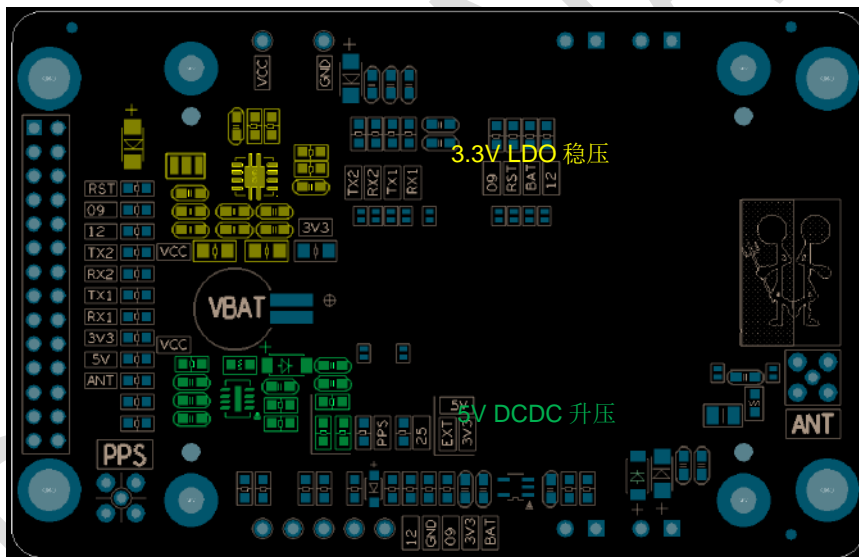 VCC
GND
3.3V LDO 稳压
TX2
RX2
TX1
RX1
09
RST
BAT
12
RST
09
12
TX2
RX2
TX1
RX1
3V3
5V
ANT
VCC
3V3
VBAT
VCC
5V
5V DCDC 升压
PPS
25
EXT
3V3
ANT
PPS
12
GND
09
3V3
BAT